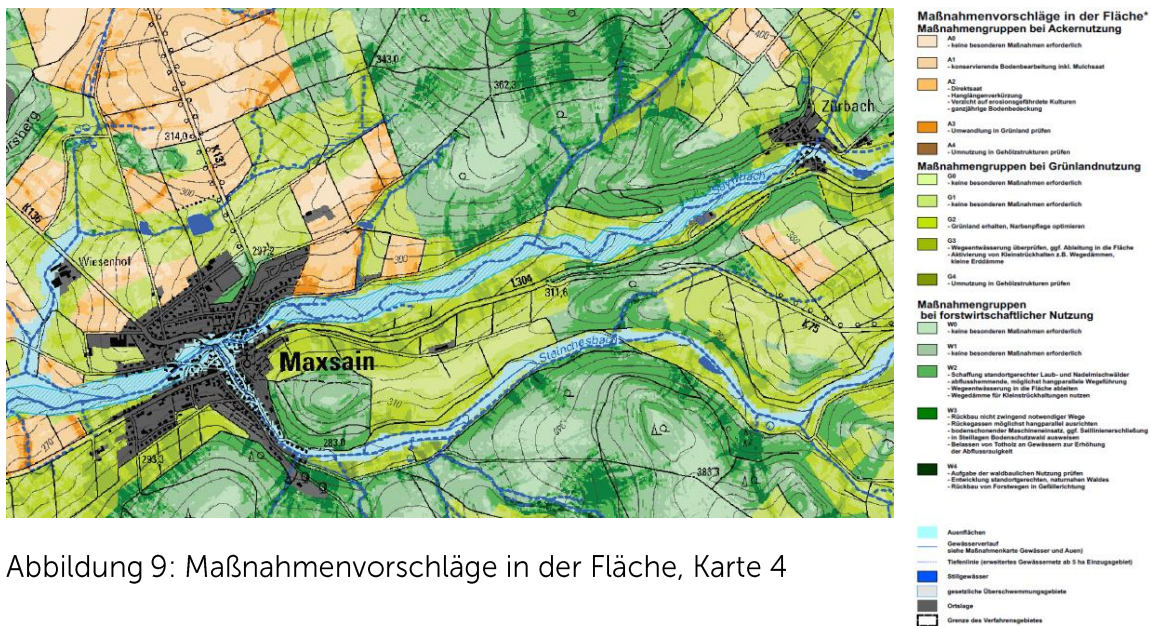 343,0
362,3
400
Zürbach
314,0
K137
300
K136
Wiesenhof
297,2
300
L304
311,6
380
K75
Steinchesbach
Maxsain
310
283,0
270
293,3
383,3
Abbildung 9: Maßnahmenvorschläge in der Fläche, Karte 4
Maßnahmenvorschläge in der Fläche*
Maßnahmengruppen bei Ackernutzung
A0
- keine besonderen Maßnahmen erforderlich
A1
- konservierende Bodenbearbeitung inkl. Mulchsaat
A2
- Direktsaat
- Hanglängenverkürzung
- Verzicht auf erosionsgefährdete Kulturen
- ganzjährige Bodenbedeckung
A3
- Umwandlung in Grünland prüfen
A4
- Umnutzung in Gehölzstrukturen prüfen
Maßnahmengruppen bei Grünlandnutzung
G0
- keine besonderen Maßnahmen erforderlich
G1
- keine besonderen Maßnahmen erforderlich
G2
- Grünland erhalten, Narbenpflege optimieren
G3
- Wegeentwässerung überprüfen, ggf. Ableitung in die Fläche
- Aktivierung von Kleinstrückhalten z.B. Wegedämmen,
kleine Erddämme
G4
- Umnutzung in Gehölzstrukturen prüfen
Maßnahmengruppen
bei forstwirtschaftlicher Nutzung
W0
- keine besonderen Maßnahmen erforderlich
W1
- keine besonderen Maßnahmen erforderlich
W2
- Schaffung standortgerechter Laub- und Nadelmischwälder
- abflusshemmende, möglichst hangparallele Wegeführung
- Wegeentwässerung in die Fläche ableiten
- Wegedämme für Kleinstrückhaltungen nutzen
W3
- Rückbau nicht zwingend notwendiger Wege
- Rückegassen möglichst hangparallel ausrichten
- bodenschonender Maschineneinsatz, ggf. Seillinienerschließung
- in Steillagen Bodenschutzwald ausweisen
- Belassen von Totholz an Gewässern zur Erhöhung
der Abflussrauigkeit
W4
- Aufgabe der waldbaulichen Nutzung prüfen
- Entwicklung standortgerechten, naturnahen Waldes
- Rückbau von Forstwegen in Gefällerichtung
Auenflächen
Gewässerverlauf
siehe Maßnahmenkarte Gewässer und Auen)
Tiefenlinie (erweitertes Gewässernetz ab 5 ha Einzugsgebiet)
Stillgewässer
gesetzliche Überschwemmungsgebiete
Ortslage
Grenze des Verfahrensgebietes